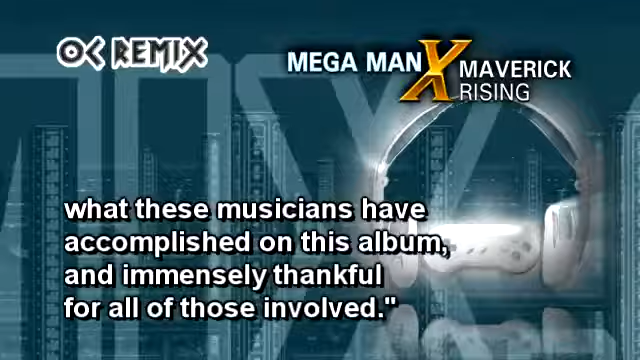 OC REMIX
MEGA MAN X MAVERICK
RISING
what these musicians have
accomplished on this album,
and immensely thankful
for all of those involved."